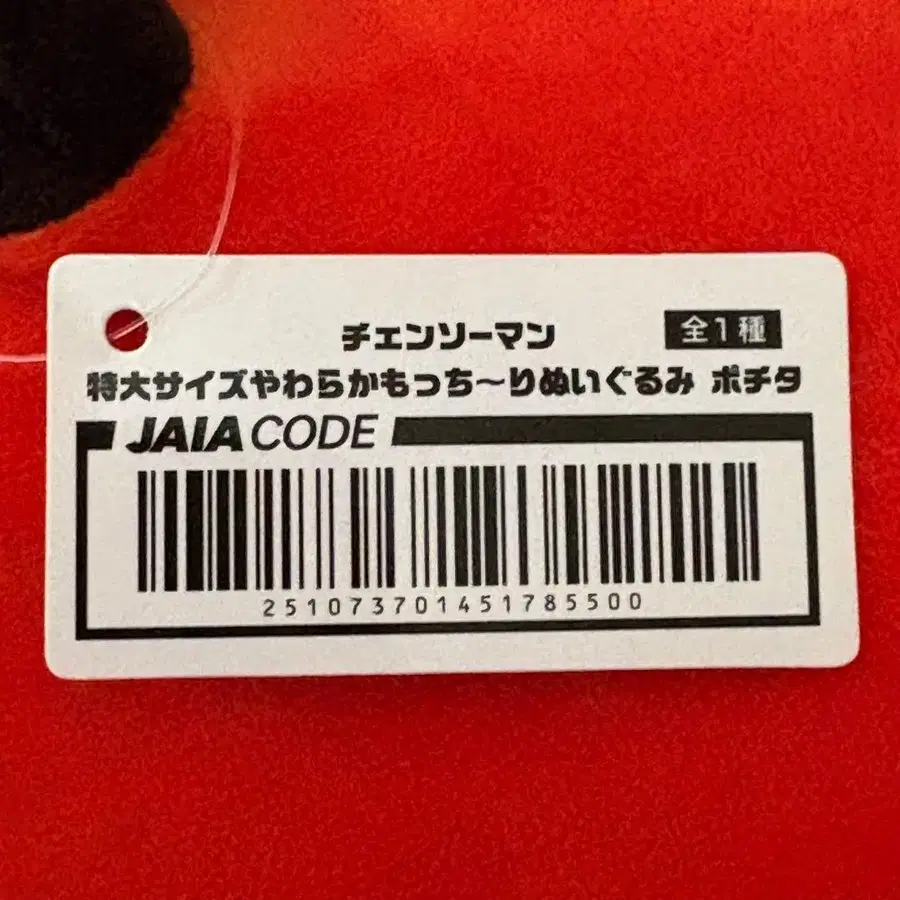 チェンソーマン 全1種
特大サイズやわらかもっち～りぬいぐるみ ポチタ
JAIA CODE
251073701451785500